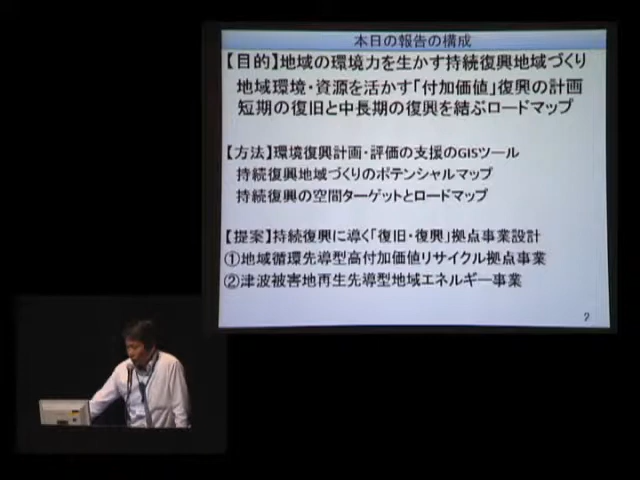 本日の報告の構成
【目的】地域の環境力を生かす持続復興地域づくり
地域環境・資源を活かす「付加価値」復興の計画
短期の復旧と中長期の復興を結ぶロードマップ
【方法】環境復興計画・評価の支援のGISツール
持続復興地域づくりのポテンシャルマップ
持続復興の空間ターゲットとロードマップ
【提案】持続復興に導く「復旧・復興」拠点事業設計
①地域循環先導型高付加価値リサイクル拠点事業
②津波被害地再生先導型地域エネルギー事業
2